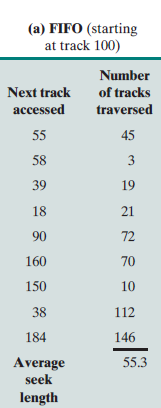 (a) FIFO (starting
at track 100)
Next track
accessed
Number
of tracks
traversed
55 45
58 3
39 19
18 21
90 72
160 70
150 10
38 112
184 146
Average
seek
length
55.3